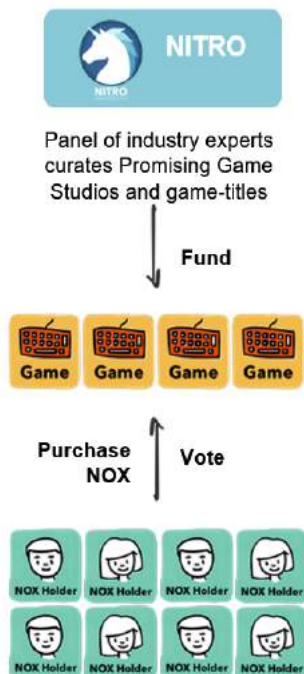 NITRO
NITRO
Panel of industry experts
curates Promising Game
Studios and game-titles
Fund
Game Game Game Game
Purchase
NOX
Vote
NOX Holder NOX Holder NOX Holder NOX Holder
NOX Holder NOX Holder NOX Holder NOX Holder